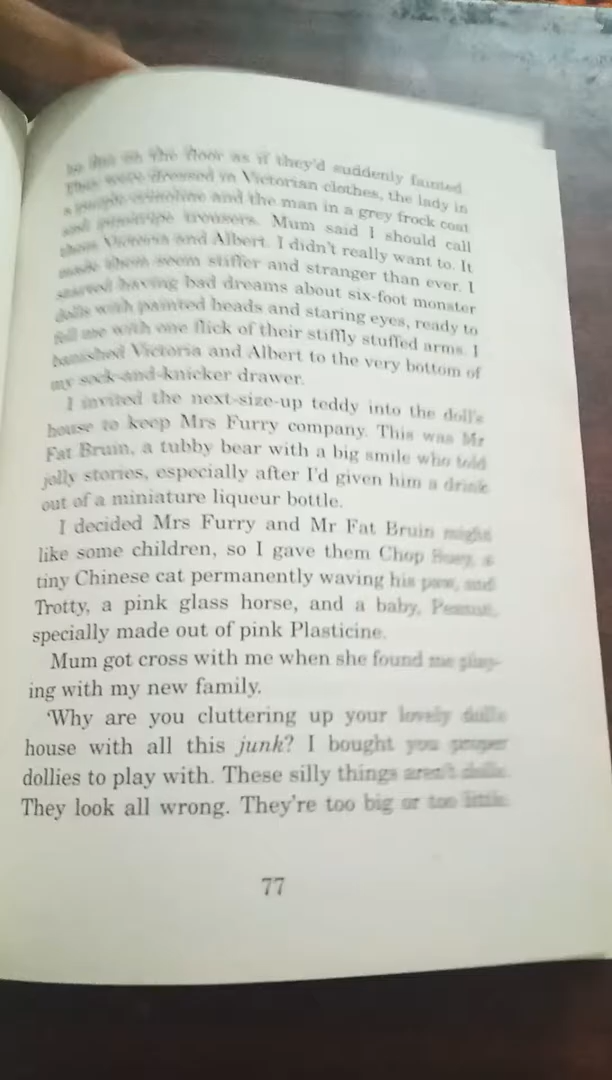 on the floor as if they'd suddenly fainted.
They were dressed in Victorian clothes, the lady in
a purple crinoline and the man in a grey frock coat
and pinstripe trousers. Mum said I should call
them Victoria and Albert. I didn't really want to. It
made them seem stiffer and stranger than ever. I
started having bad dreams about six-foot monster
dolls with painted heads and staring eyes, ready to
fell me with one flick of their stiffly stuffed arms. I
banished Victoria and Albert to the very bottom of
my sock-and-knicker drawer.
I invited the next-size-up teddy into the doll's
house to keep Mrs Furry company. This was Mr
Fat Bruin, a tubby bear with a big smile who told
jolly stories, especially after I'd given him a drink
out of a miniature liqueur bottle.
I decided Mrs Furry and Mr Fat Bruin might
like some children, so I gave them Chop Suey, a
tiny Chinese cat permanently waving his paw, and
Trotty, a pink glass horse, and a baby, Peanut,
specially made out of pink Plasticine.
Mum got cross with me when she found me play-
ing with my new family.
'Why are you cluttering up your lovely dolls
house with all this junk? I bought you proper
dollies to play with. These silly things aren't dolls.
They look all wrong. They're too big or too little.
77